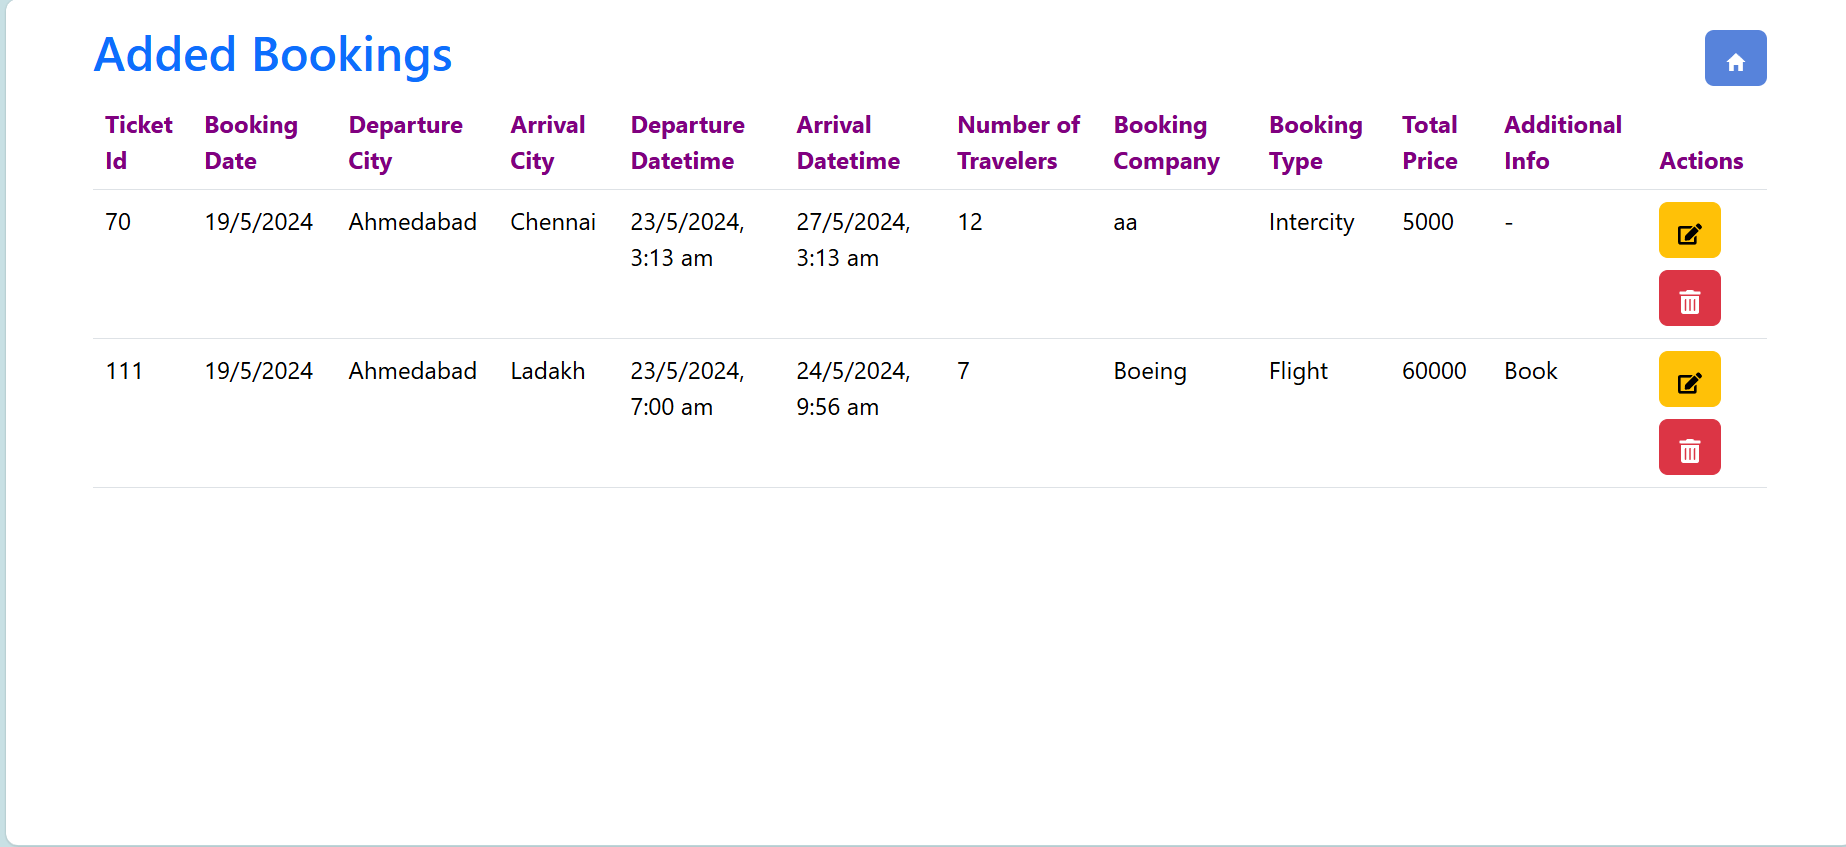 Added Bookings
Ticket Id Booking Date Departure City Arrival City Departure Datetime Arrival Datetime Number of Travelers Booking Company Booking Type Total Price Additional Info Actions
70 19/5/2024 Ahmedabad Chennai 23/5/2024, 3:13 am 27/5/2024, 3:13 am 12 aa Intercity 5000 -
111 19/5/2024 Ahmedabad Ladakh 23/5/2024, 7:00 am 24/5/2024, 9:56 am 7 Boeing Flight 60000 Book